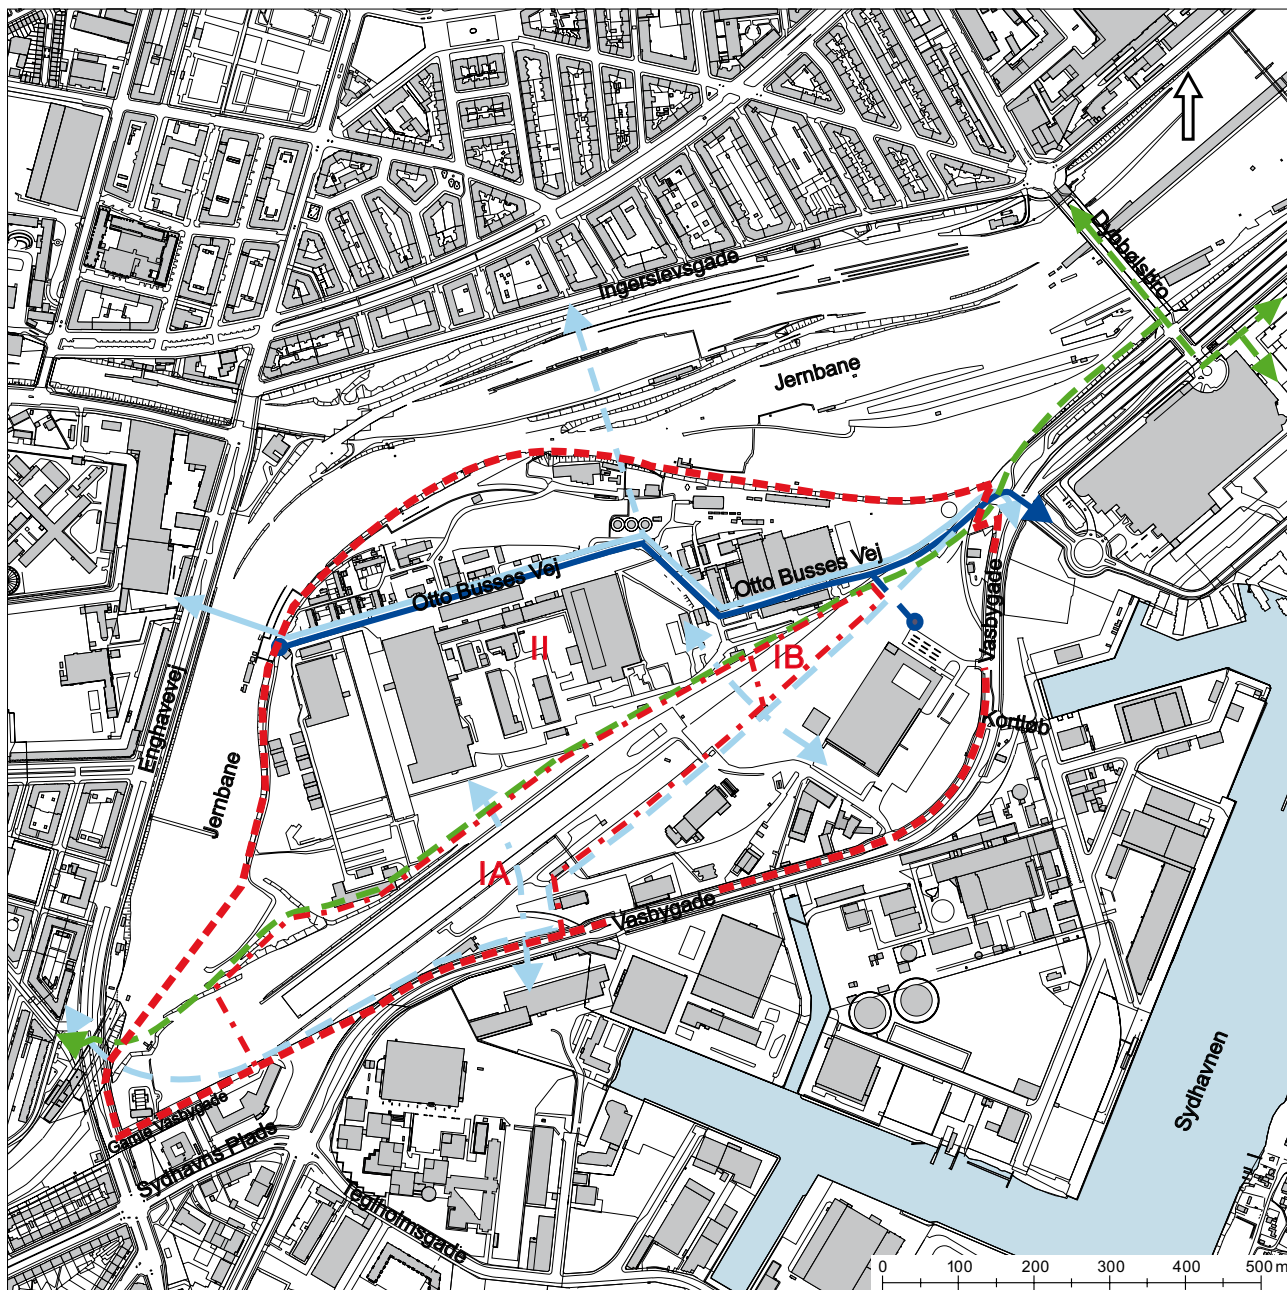 Dybbølsbro
Ingerslevsgade
Jernbane
Otto Busses Vej
Otto Busses Vej
Vasbygade
II
IB
Enghavevej
Kortløb
Jernbane
IA
Vasbygade
Sydhavnen
Gamle Vasbygade
Sydhavns Plads
Teglholmsgade
0 100 200 300 400 500 m